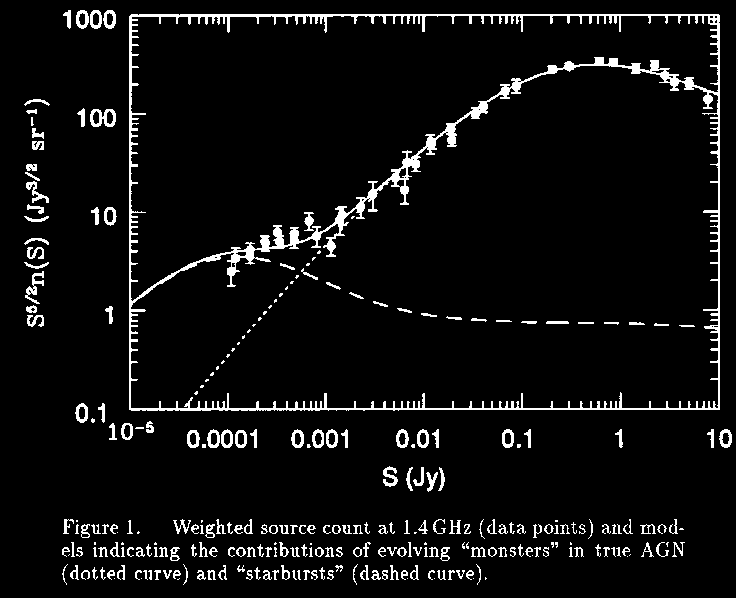 1000
100
10
1
0.1
S^5/2 n(S) (Jy^3/2 sr^-1)
10^-5 0.0001 0.001 0.01 0.1 1 10
S (Jy)
Figure 1. Weighted source count at 1.4 GHz (data points) and mod-
els indicating the contributions of evolving “monsters” in true AGN
(dotted curve) and “starbursts” (dashed curve).